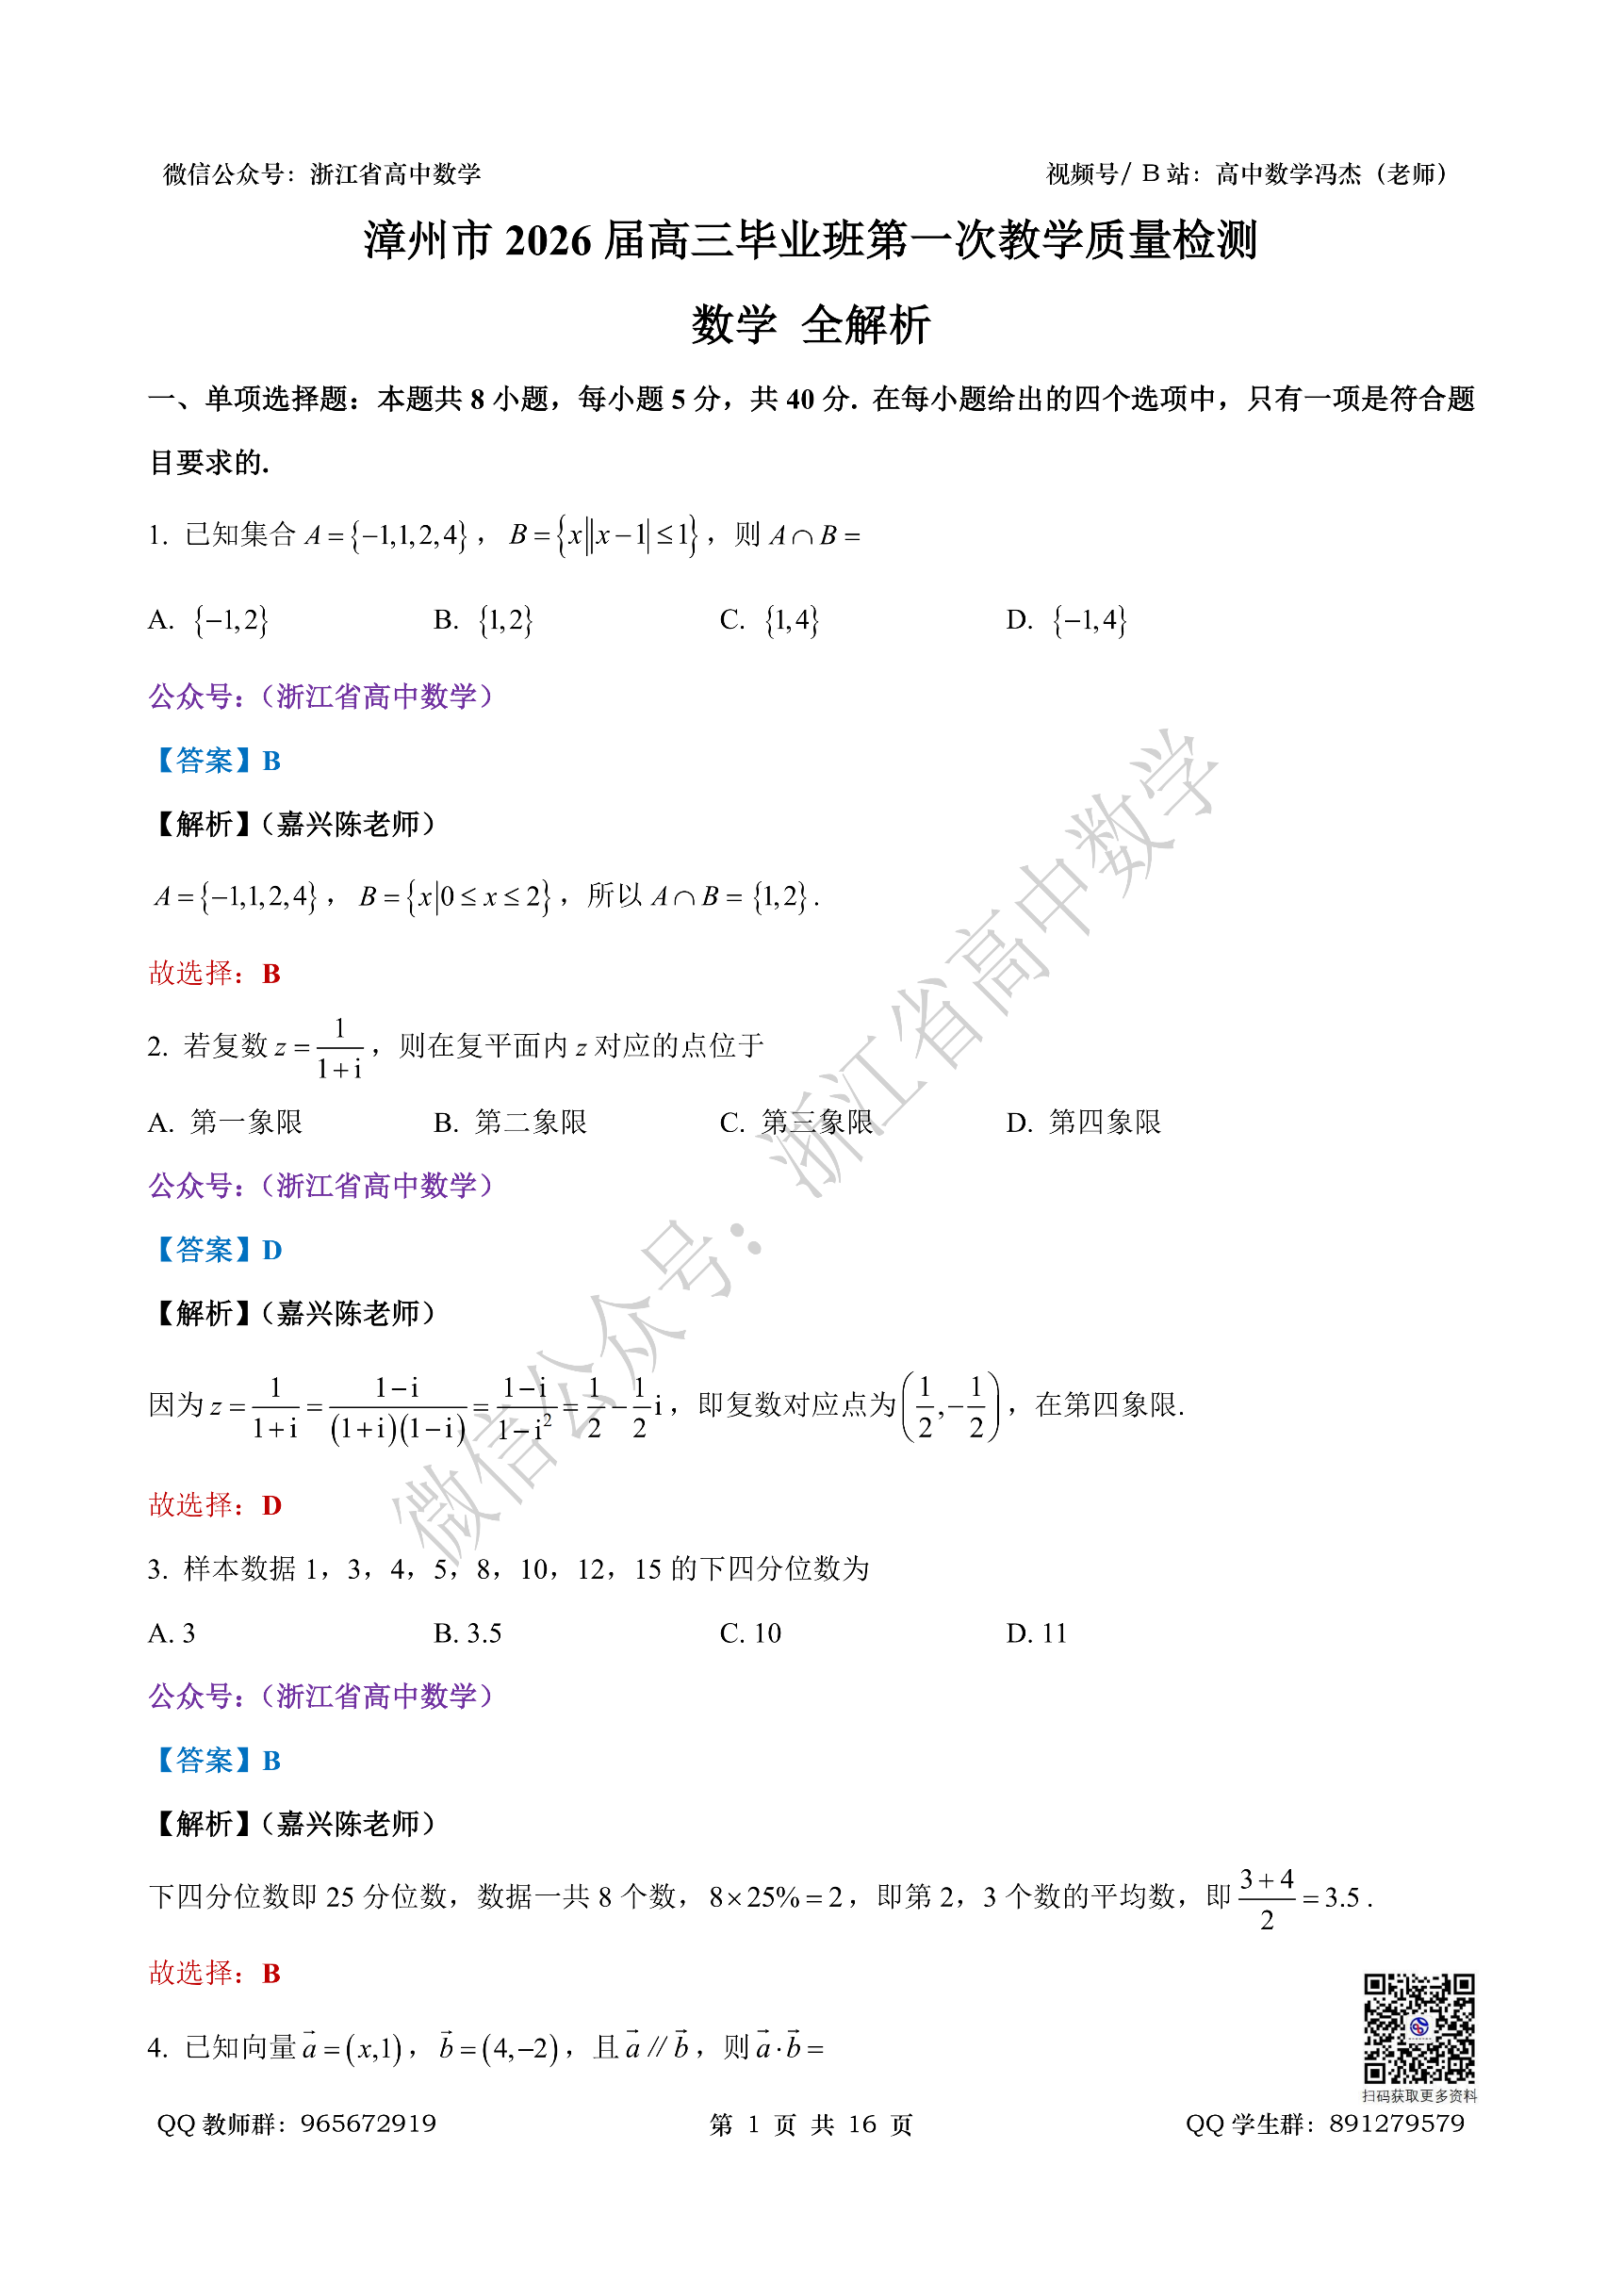 微信公众号：浙江省高中数学 视频号/ B 站：高中数学冯杰（老师）
漳州市 2026 届高三毕业班第一次教学质量检测
数学 全解析
一、单项选择题：本题共 8 小题，每小题 5 分，共 40 分. 在每小题给出的四个选项中，只有一项是符合题
目要求的.
1. 已知集合 A={-1,1,2,4}，B={x||x-1|≤1}，则 A∩B=
A. {-1,2} B. {1,2} C. {1,4} D. {-1,4}
公众号：（浙江省高中数学）
【答案】B
【解析】（嘉兴陈老师）
A={-1,1,2,4}，B={x|0≤x≤2}，所以 A∩B={1,2}.
故选择：B
2. 若复数 z=1/(1+i)，则在复平面内 z 对应的点位于
A. 第一象限 B. 第二象限 C. 第三象限 D. 第四象限
公众号：（浙江省高中数学）
【答案】D
【解析】（嘉兴陈老师）
因为 z=1/(1+i)=(1-i)/((1+i)(1-i))=(1-i)/(1-i²)=1/2-1/2i，即复数对应点为(1/2,-1/2)，在第四象限.
故选择：D
3. 样本数据 1，3，4，5，8，10，12，15 的下四分位数为
A. 3 B. 3.5 C. 10 D. 11
公众号：（浙江省高中数学）
【答案】B
【解析】（嘉兴陈老师）
下四分位数即 25 分位数，数据一共 8 个数，8×25%=2，即第 2，3 个数的平均数，即(3+4)/2=3.5.
故选择：B
4. 已知向量 a⃗=(x,1)，b⃗=(4,-2)，且 a⃗∥b⃗，则 a⃗·b⃗=
扫码获取更多资料
QQ 教师群：965672919 第 1 页 共 16 页 QQ 学生群：891279579
微信公众号：浙江省高中数学